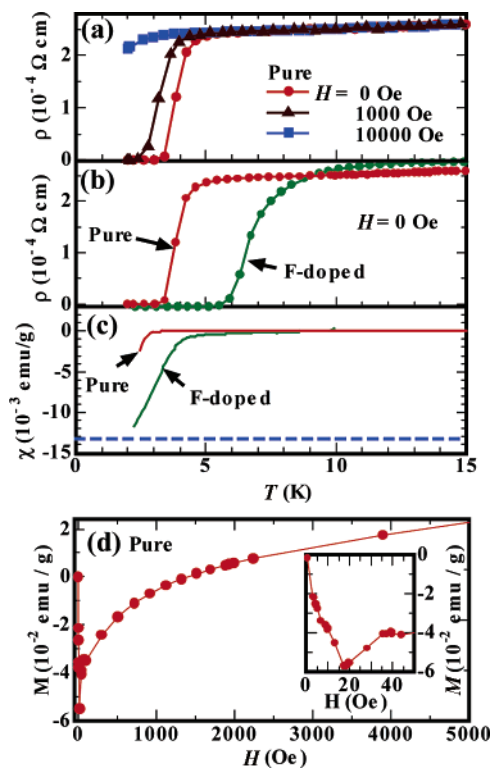 (a)
ρ (10⁻⁴ Ω cm)
2
1
0
Pure
H = 0 Oe
1000 Oe
10000 Oe
(b)
ρ (10⁻⁴ Ω cm)
2
1
0
H = 0 Oe
Pure
F-doped
(c)
χ (10⁻³ emu/g)
0
-5
-10
-15
Pure
F-doped
5 10 15
T (K)
(d) Pure
M (10⁻² emu / g)
2
0
-2
-4
-6
0 1000 2000 3000 4000 5000
H (Oe)
0
-2
-4
-6
M (10⁻² emu / g)
0 20 40
H (Oe)